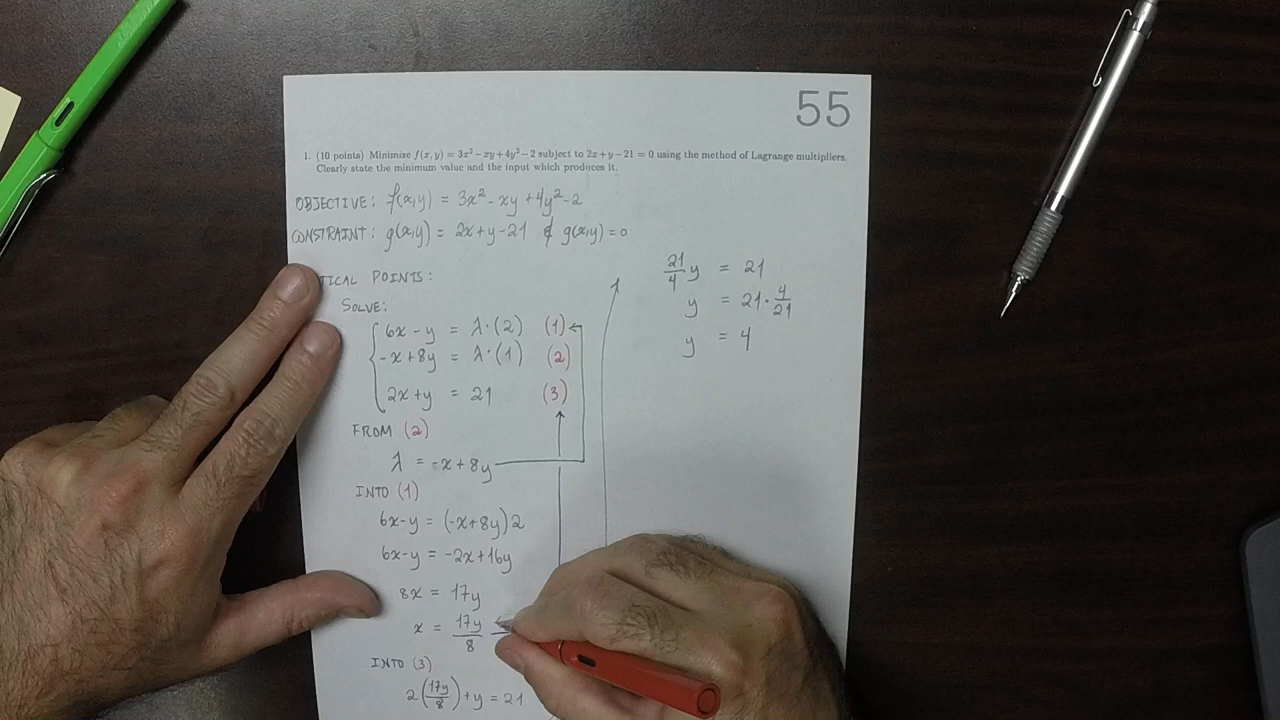 55
1. (10 points) Minimize f(x, y) = 3x² − xy + 4y² − 2 subject to 2x + y − 21 = 0 using the method of Lagrange multipliers.
Clearly state the minimum value and the input which produces it.
OBJECTIVE: f(x,y) = 3x² - xy + 4y² - 2
CONSTRAINT: g(x,y) = 2x + y - 21 & g(x,y) = 0
TICAL POINTS:
SOLVE:
6x - y = λ·(2) (1)
-x + 8y = λ·(1) (2)
2x + y = 21 (3)
FROM (2)
λ = -x + 8y
INTO (1)
6x - y = (-x + 8y)2
6x - y = -2x + 16y
8x = 17y
x = 17y/8
INTO (3)
2(17y/8) + y = 21
21/4 y = 21
y = 21 · 4/21
y = 4